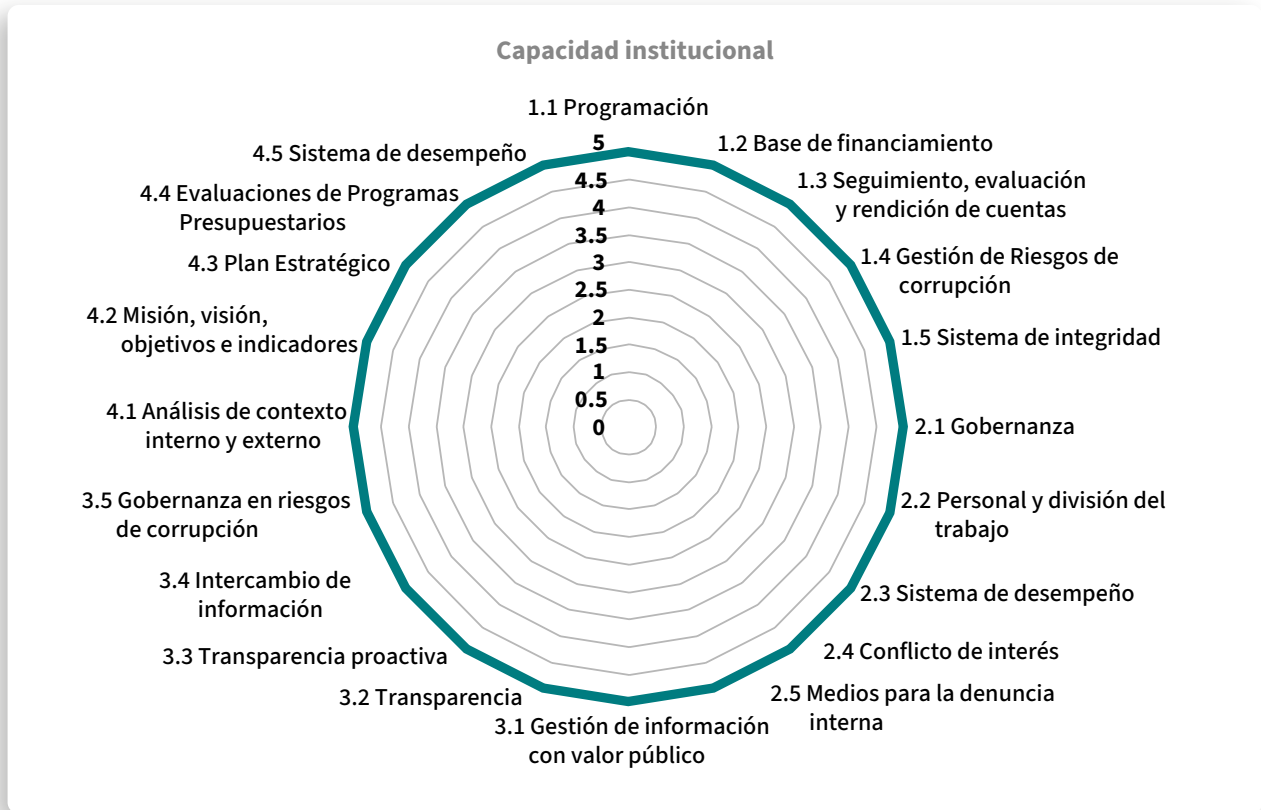 Capacidad institucional
1.1 Programación
1.2 Base de financiamiento
1.3 Seguimiento, evaluación
y rendición de cuentas
1.4 Gestión de Riesgos de
corrupción
1.5 Sistema de integridad
2.1 Gobernanza
2.2 Personal y división del
trabajo
2.3 Sistema de desempeño
2.4 Conflicto de interés
2.5 Medios para la denuncia
interna
3.1 Gestión de información
con valor público
3.2 Transparencia
3.3 Transparencia proactiva
3.4 Intercambio de
información
3.5 Gobernanza en riesgos
de corrupción
4.1 Análisis de contexto
interno y externo
4.2 Misión, visión,
objetivos e indicadores
4.3 Plan Estratégico
4.4 Evaluaciones de Programas
Presupuestarios
4.5 Sistema de desempeño
5
4.5
4
3.5
3
2.5
2
1.5
1
0.5
0